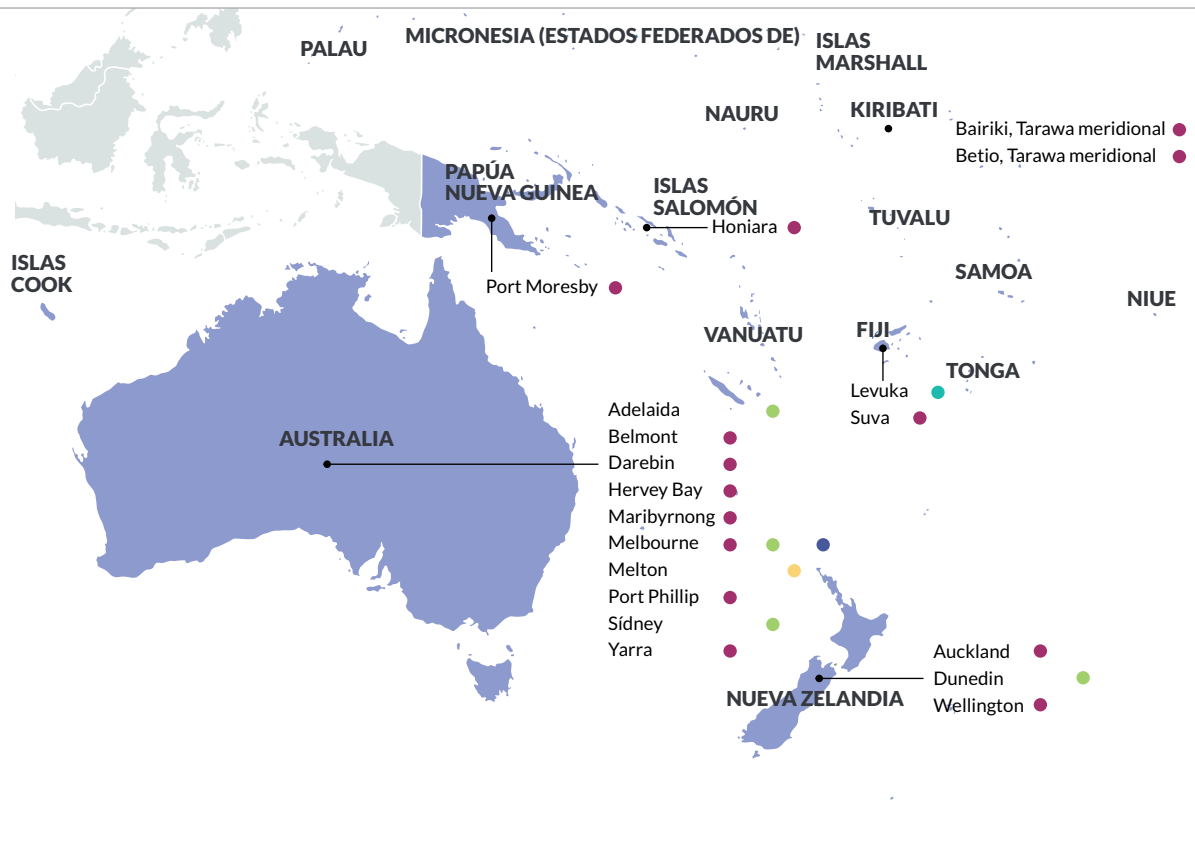 PALAU
MICRONESIA (ESTADOS FEDERADOS DE)
ISLAS
MARSHALL
NAURU
KIRIBATI
Bairiki, Tarawa meridional
Betio, Tarawa meridional
PAPÚA
NUEVA GUINEA
ISLAS
SALOMÓN
Honiara
TUVALU
ISLAS
COOK
Port Moresby
SAMOA
NIUE
VANUATU
FIJI
TONGA
Levuka
Suva
AUSTRALIA
Adelaida
Belmont
Darebin
Hervey Bay
Maribyrnong
Melbourne
Melton
Port Phillip
Sídney
Yarra
NUEVA ZELANDIA
Auckland
Dunedin
Wellington